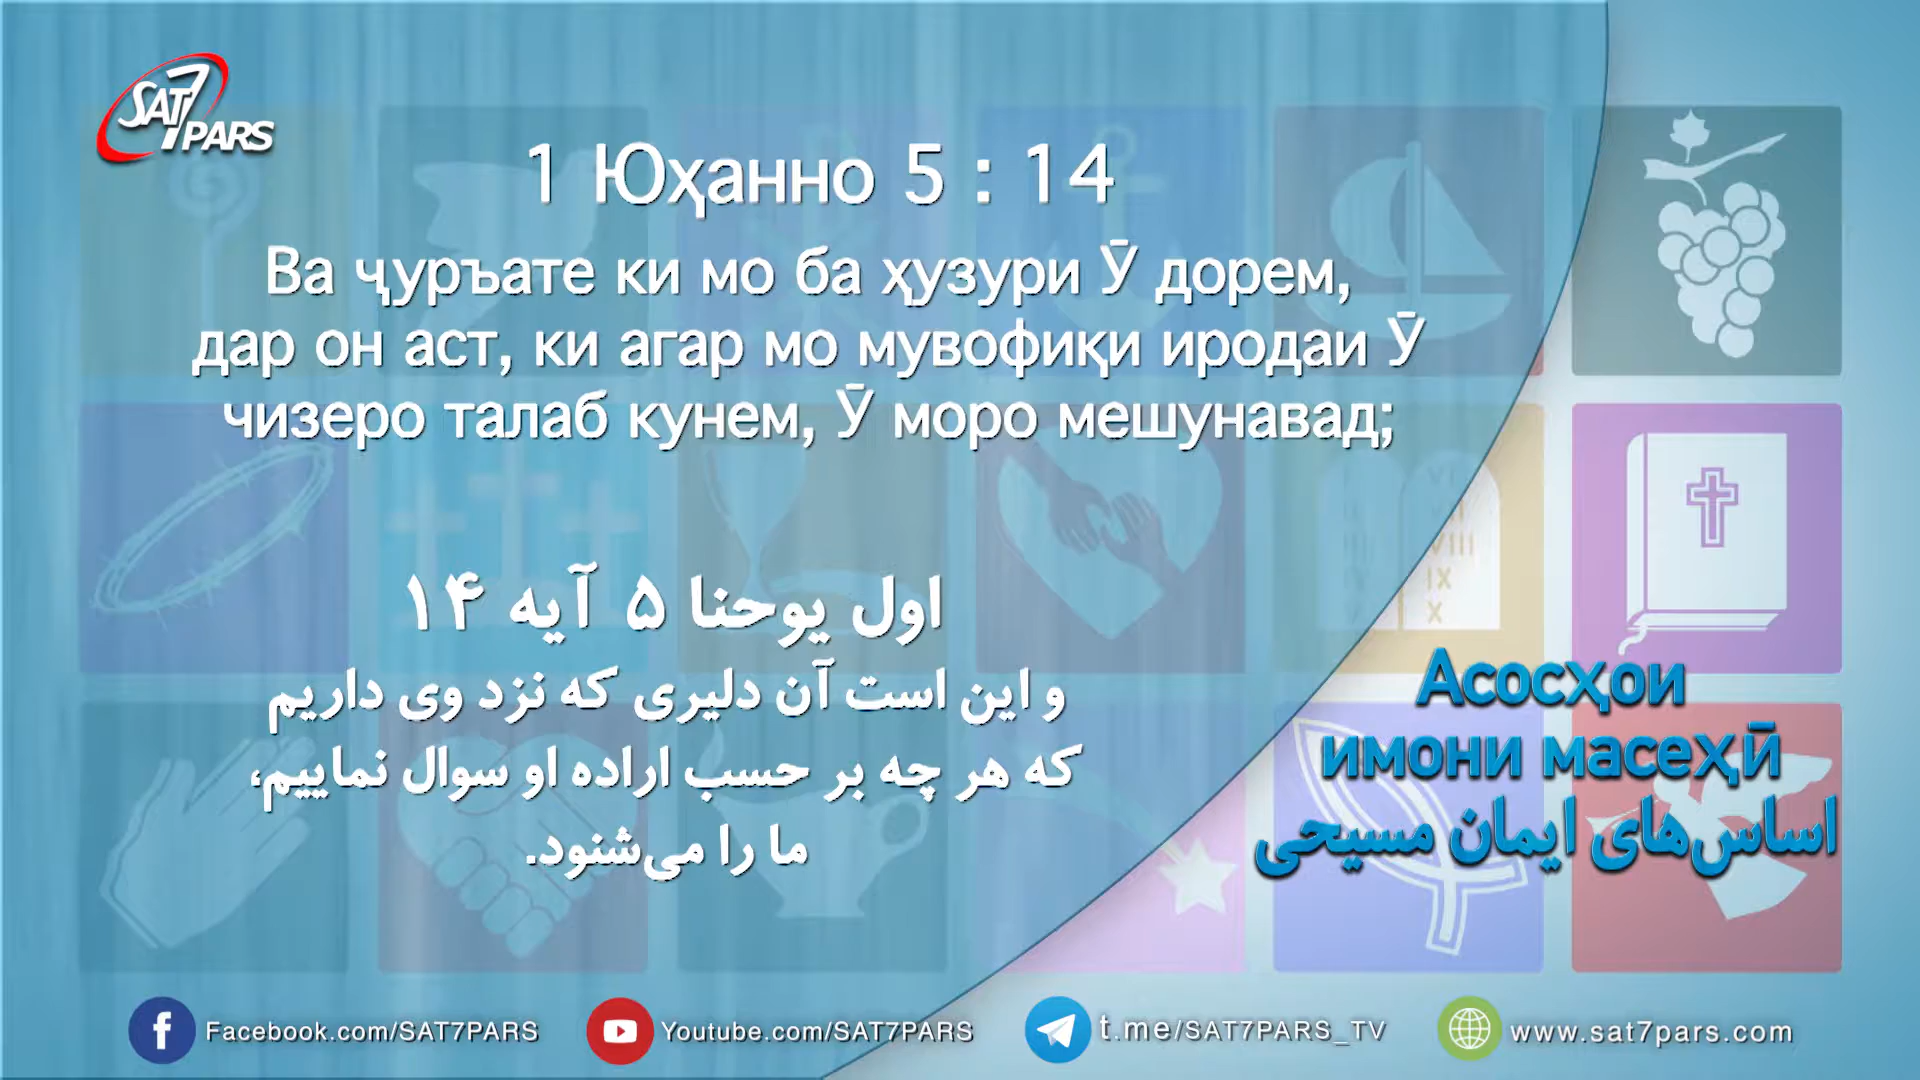 SAT7 PARS
1 Юҳанно 5 : 14
Ва ҷуръате ки мо ба ҳузури Ӯ дорем,
дар он аст, ки агар мо мувофиқи иродаи Ӯ
чизеро талаб кунем, Ӯ моро мешунавад;
اول یوحنا ۵ آیه ۱۴
و این است آن دلیری که نزد وی داریم
که هر چه بر حسب اراده او سوال نماییم،
ما را می‌شنود.
VIII
IX
X
Асосҳои
имони масеҳӣ
اساس‌های ایمان مسیحی
Facebook.com/SAT7PARS
Youtube.com/SAT7PARS
t.me/SAT7PARS_TV
www.sat7pars.com